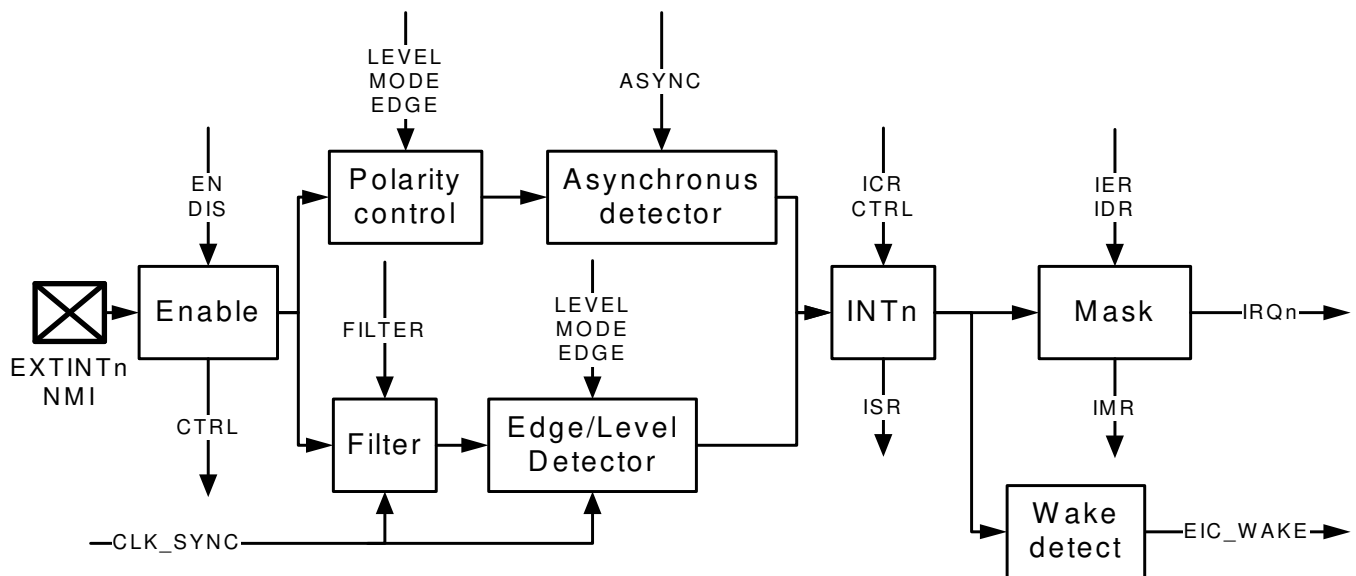 LEVEL
MODE
EDGE
ASYNC
EN
DIS
Polarity
control
Asynchronus
detector
ICR
CTRL
IER
IDR
Enable
FILTER
LEVEL
MODE
EDGE
INTn
Mask
IRQn
EXTINTn
NMI
CTRL
Filter
Edge/Level
Detector
ISR
IMR
CLK_SYNC
Wake
detect
EIC_WAKE